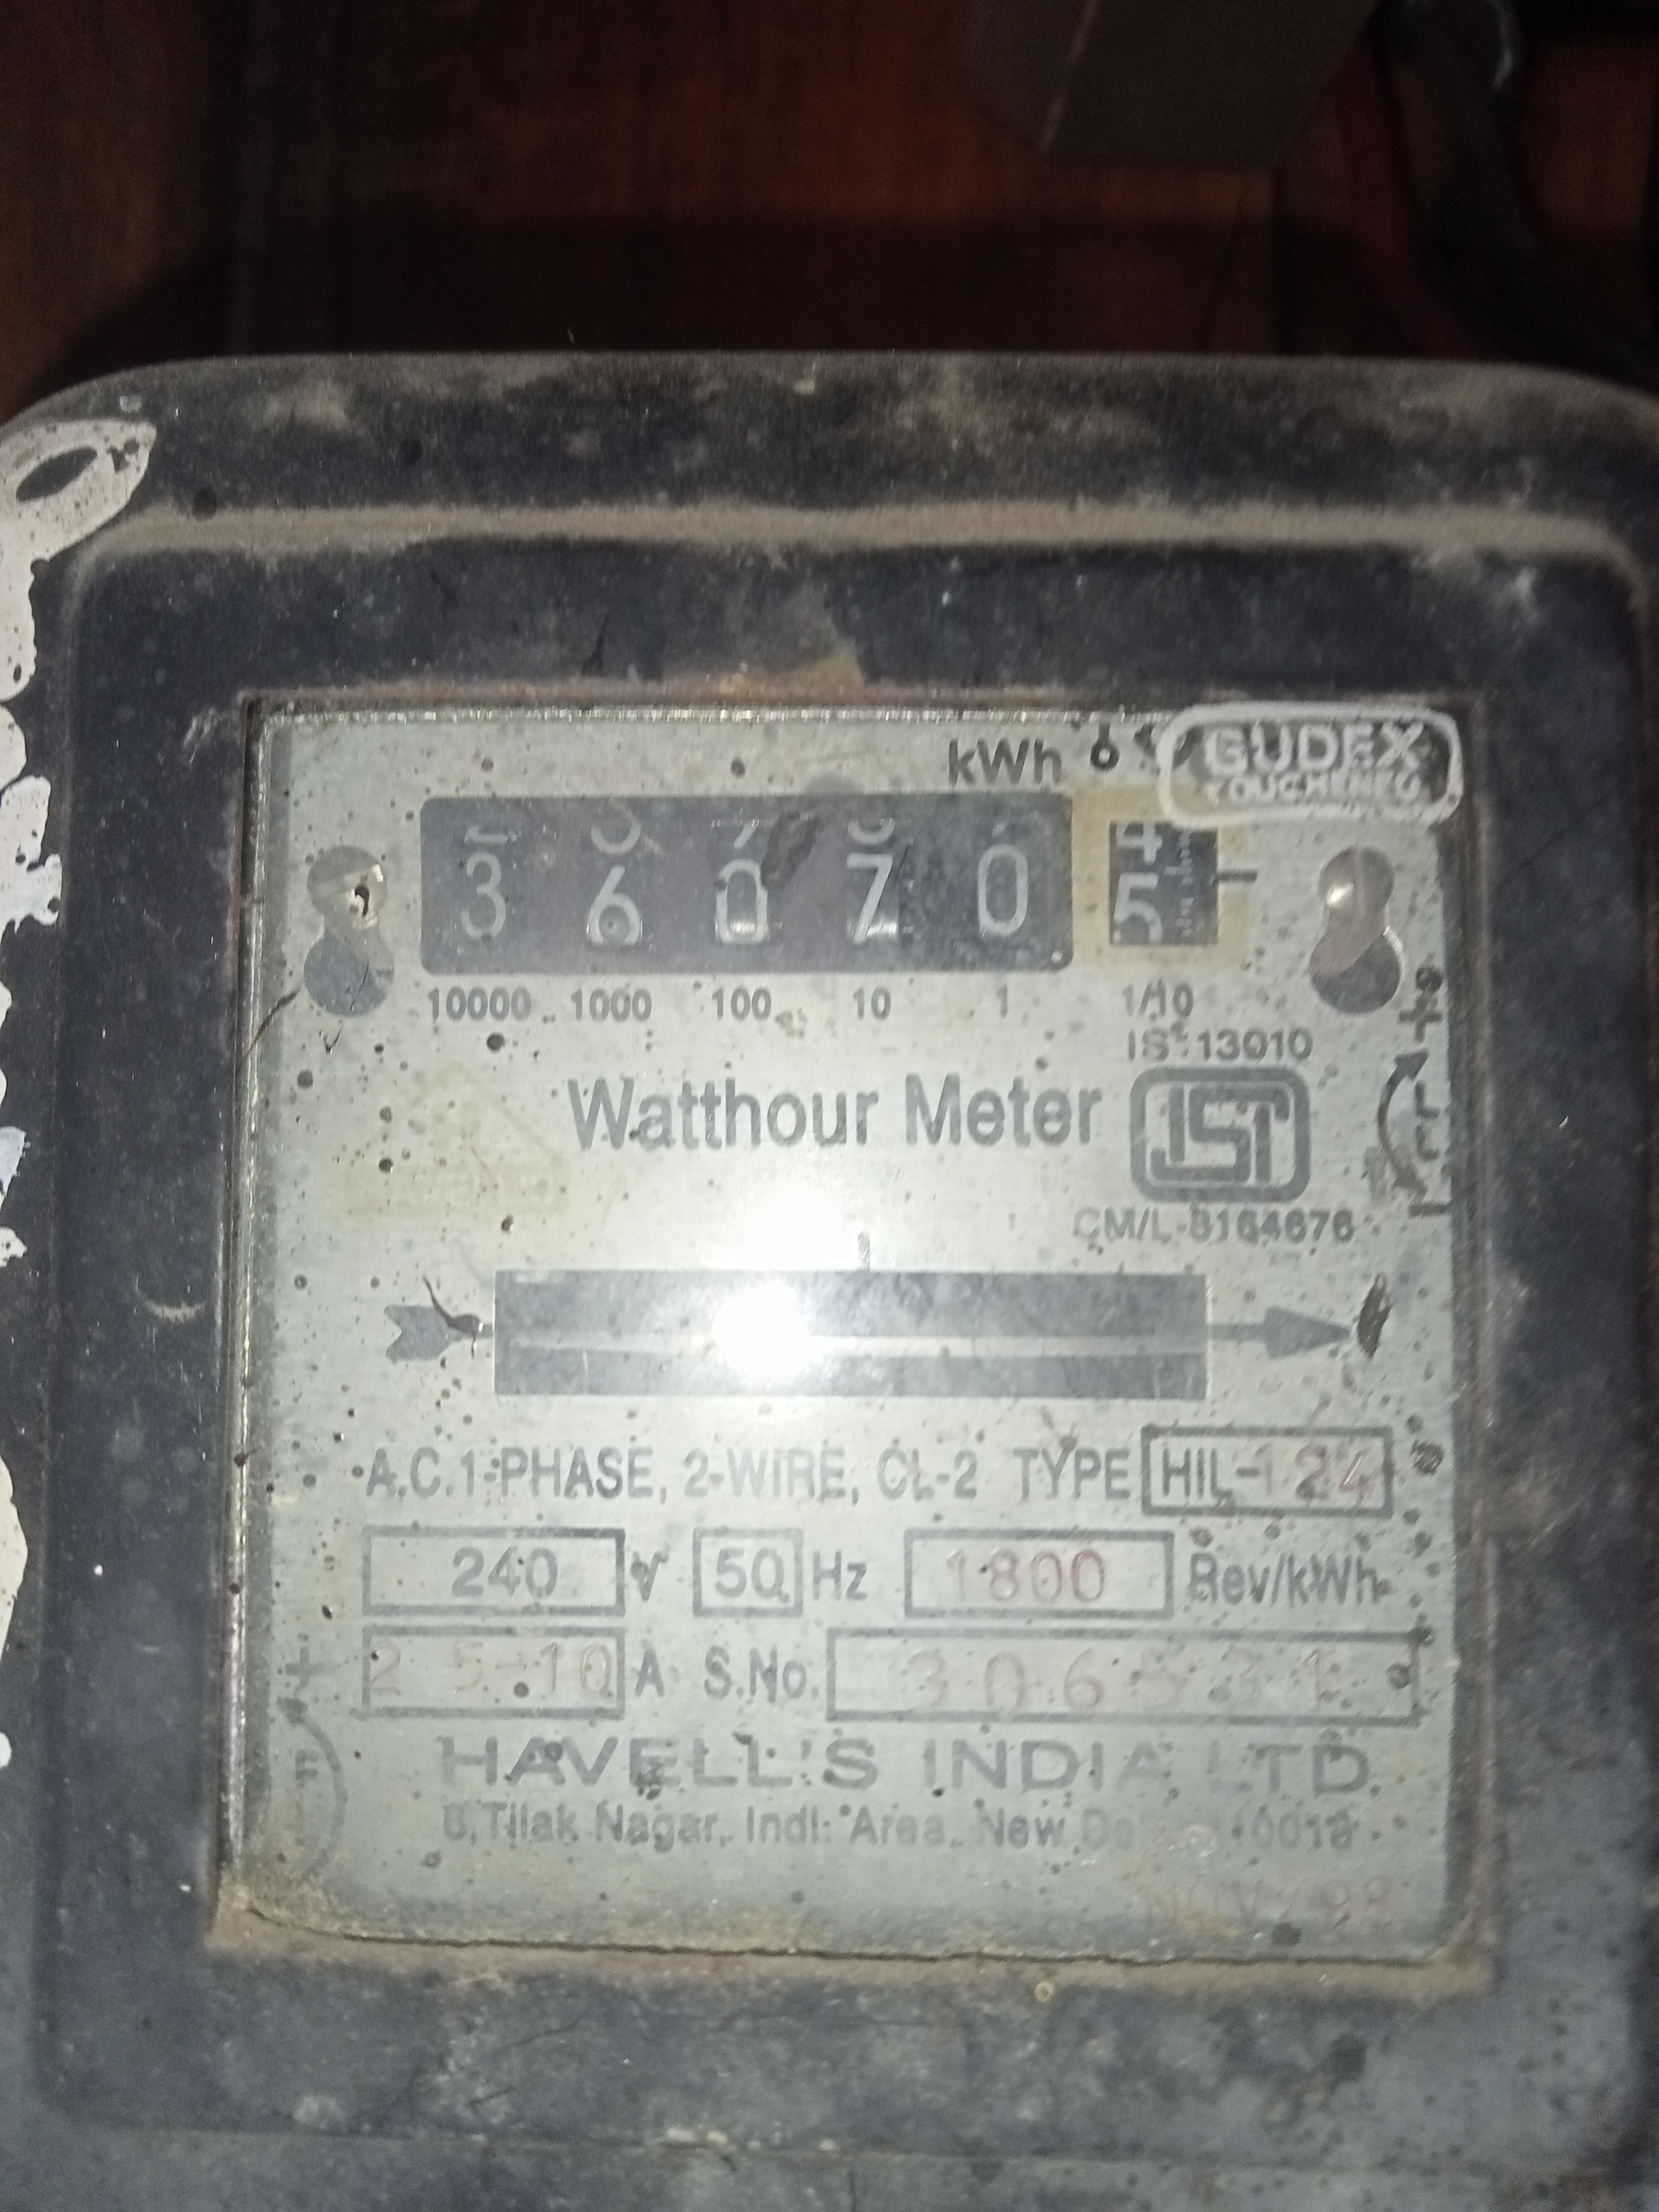 kWh
GUDEX
TOUGHENED
3 6 0 7 0 5
10000 1000 100 10 1 1/10
IS:13010
Watthour Meter
ISI
CM/L-8164676
A.C.1-PHASE, 2-WIRE, CL-2 TYPE HIL-124
240 V 50 Hz 1800 Rev/kWh
2 5-10 A S.No.
HAVELL'S INDIA LTD.
8,Tilak Nagar, Indl. Area, New